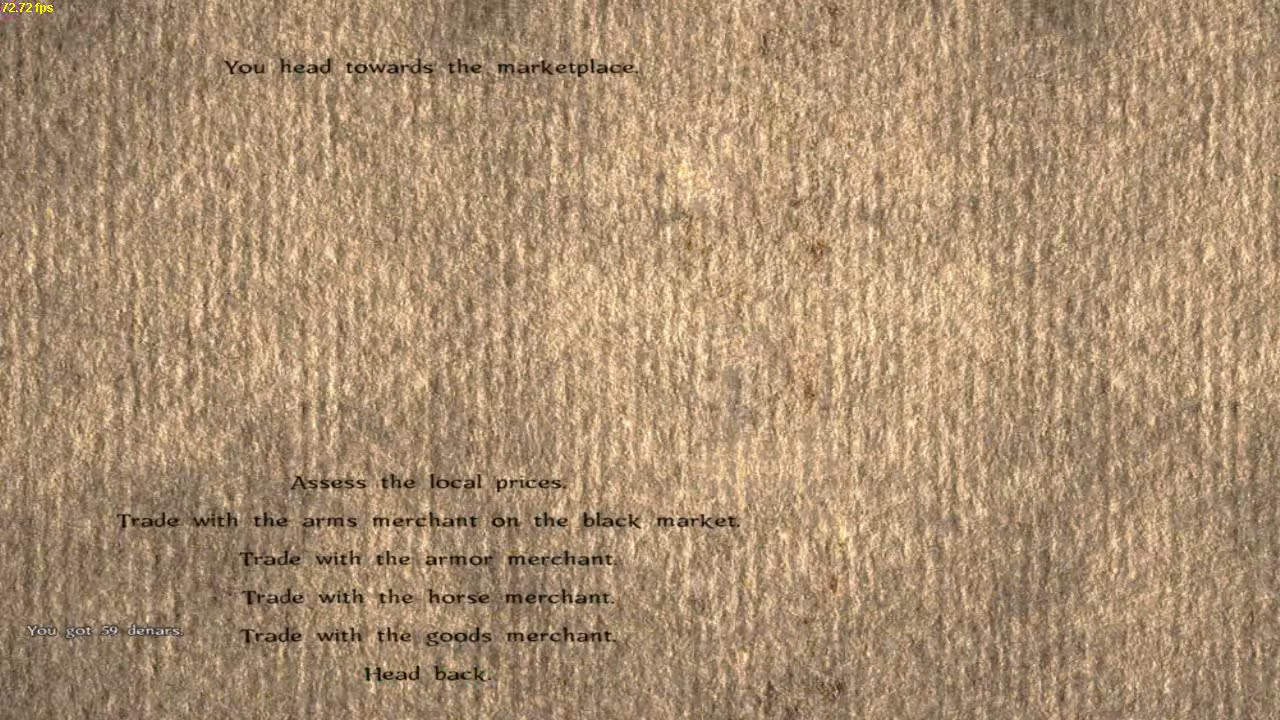 72.72 fps
You head towards the marketplace.
Assess the local prices.
Trade with the arms merchant on the black market.
Trade with the armor merchant.
Trade with the horse merchant.
Trade with the goods merchant.
You got 59 denars.
Head back.